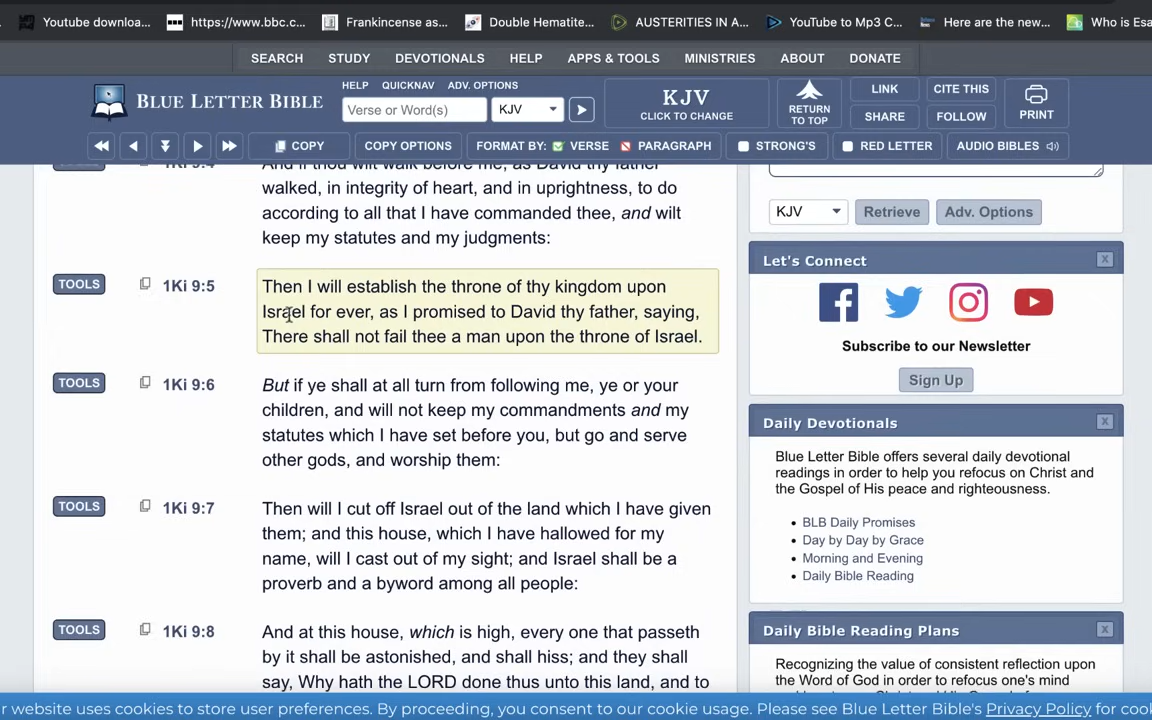 Youtube downloa...
https://www.bbc.c...
Frankincense as...
Double Hematite...
AUSTERITIES IN A...
YouTube to Mp3 C...
Here are the new...
Who is Esa
SEARCH STUDY DEVOTIONALS HELP APPS & TOOLS MINISTRIES ABOUT DONATE
BLUE LETTER BIBLE
HELP QUICKNAV ADV. OPTIONS
Verse or Word(s) KJV
KJV
CLICK TO CHANGE
RETURN
TO TOP
LINK
CITE THIS
SHARE
FOLLOW
PRINT
COPY COPY OPTIONS FORMAT BY: VERSE PARAGRAPH STRONG'S RED LETTER AUDIO BIBLES
And if thou wilt walk before me, as David thy father
walked, in integrity of heart, and in uprightness, to do
according to all that I have commanded thee, and wilt
keep my statutes and my judgments:
TOOLS 1Ki 9:5
Then I will establish the throne of thy kingdom upon
Israel for ever, as I promised to David thy father, saying,
There shall not fail thee a man upon the throne of Israel.
TOOLS 1Ki 9:6
But if ye shall at all turn from following me, ye or your
children, and will not keep my commandments and my
statutes which I have set before you, but go and serve
other gods, and worship them:
TOOLS 1Ki 9:7
Then will I cut off Israel out of the land which I have given
them; and this house, which I have hallowed for my
name, will I cast out of my sight; and Israel shall be a
proverb and a byword among all people:
TOOLS 1Ki 9:8
And at this house, which is high, every one that passeth
by it shall be astonished, and shall hiss; and they shall
say, Why hath the LORD done thus unto this land, and to
KJV Retrieve Adv. Options
Let's Connect X
Subscribe to our Newsletter
Sign Up
Daily Devotionals X
Blue Letter Bible offers several daily devotional
readings in order to help you refocus on Christ and
the Gospel of His peace and righteousness.
• BLB Daily Promises
• Day by Day by Grace
• Morning and Evening
• Daily Bible Reading
Daily Bible Reading Plans X
Recognizing the value of consistent reflection upon
the Word of God in order to refocus one's mind
r website uses cookies to store user preferences. By proceeding, you consent to our cookie usage. Please see Blue Letter Bible's Privacy Policy for cook